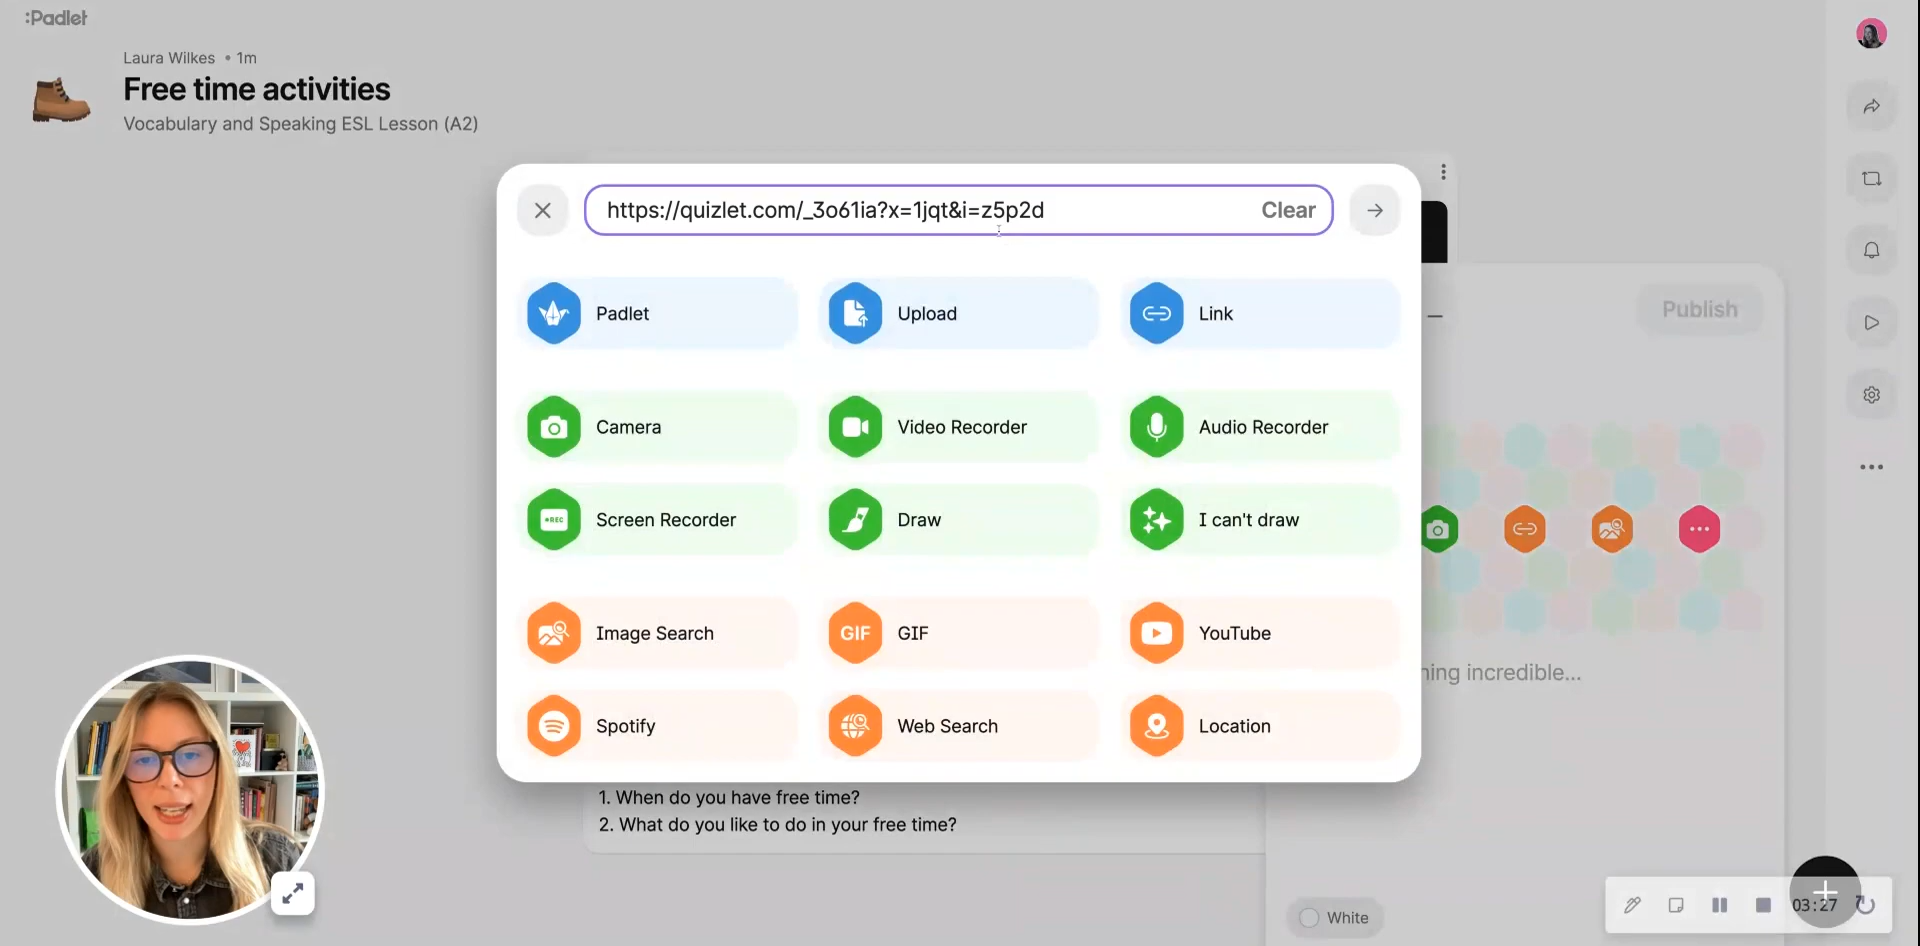 :Padlet
Laura Wilkes • 1m
Free time activities
Vocabulary and Speaking ESL Lesson (A2)
https://quizlet.com/_3o61ia?x=1jqt&i=z5p2d
Clear
Padlet
Upload
Link
Publish
Camera
Video Recorder
Audio Recorder
REC
Screen Recorder
Draw
I can't draw
Image Search
GIF
GIF
YouTube
incredible...
Spotify
Web Search
Location
1. When do you have free time?
2. What do you like to do in your free time?
White
03:27